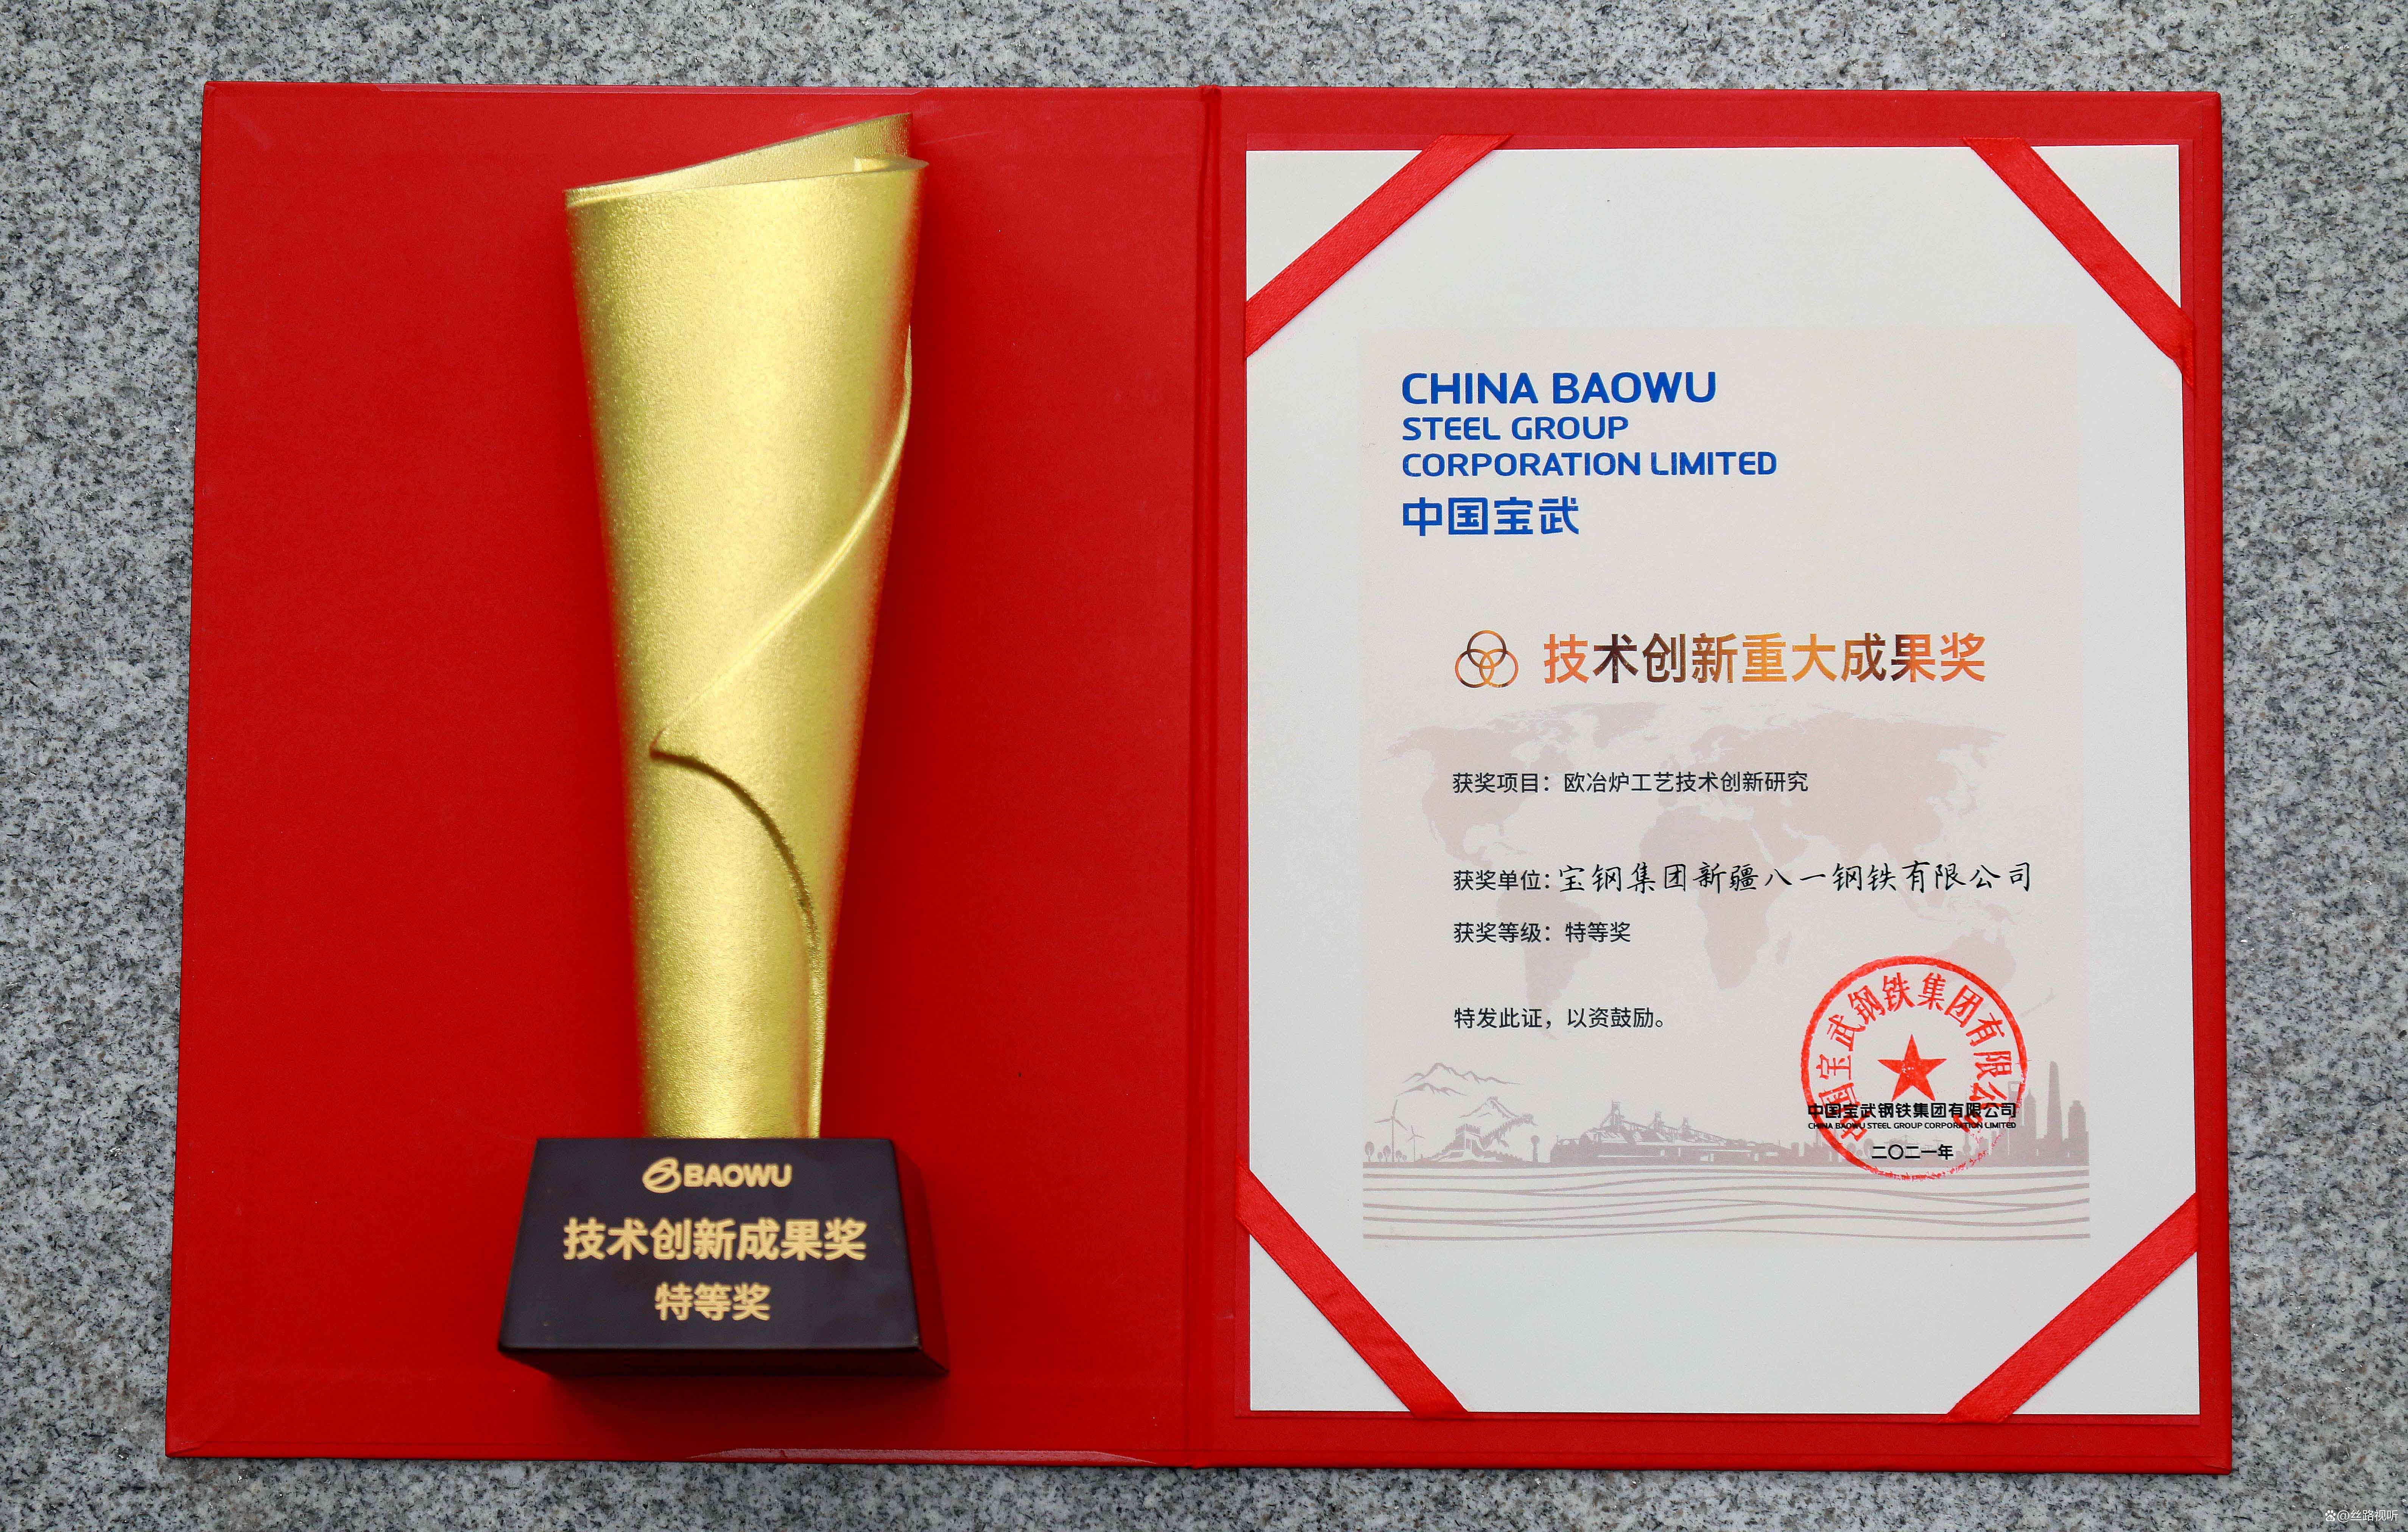 BAOWU
技术创新成果奖
特等奖
CHINA BAOWU
STEEL GROUP
CORPORATION LIMITED
中国宝武
技术创新重大成果奖
获奖项目：欧冶炉工艺技术创新研究
获奖单位：宝钢集团新疆八一钢铁有限公司
获奖等级：特等奖
特发此证，以资鼓励。
中国宝武钢铁集团有限公司
中国宝武钢铁集团有限公司
CHINA BAOWU STEEL GROUP CORPORATION LIMITED
二〇二一年
@丝路视听